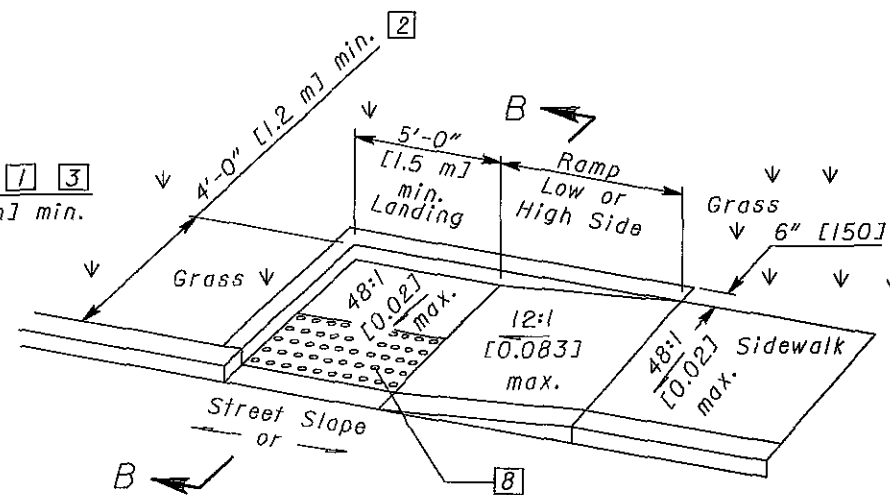 2
4'-0" [1.2 m] min.
B
5'-0"
[1.5 m]
min.
Landing
Ramp
Low or
High Side
1 3
] min.
Grass
6" [150]
Grass
48:1
[0.02]
max.
12:1
[0.083]
max.
48:1
[0.02]
max.
Sidewalk
Street Slope
or
B
8